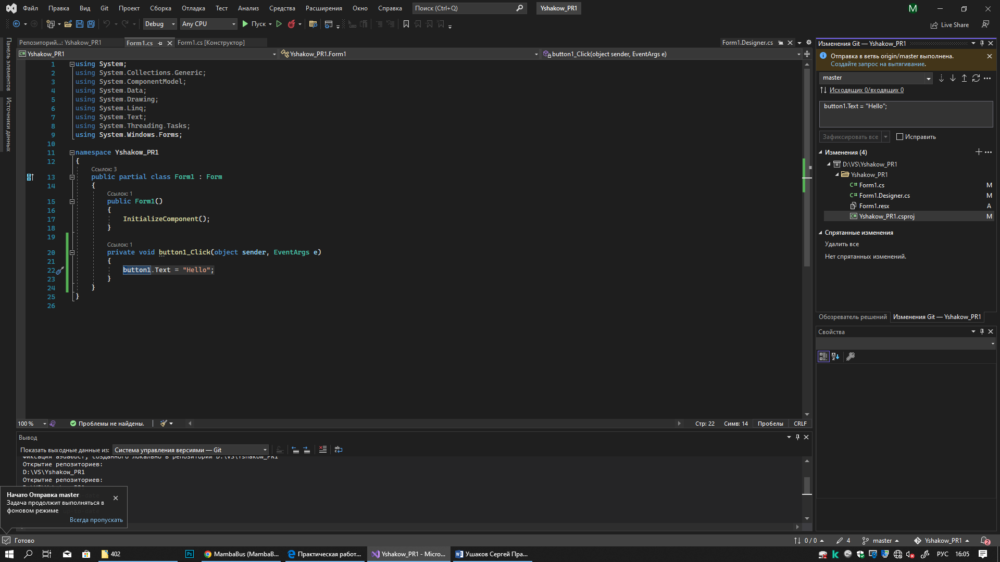 Файл Правка Вид Git Проект Сборка Отладка Тест Анализ Средства Расширения Окно Справка Поиск (Ctrl+Q) Yshakow_PR1 M
Debug Any CPU Пуск Live Share
Панель элементов
Источники данных
Репозиторий...: Yshakow_PR1 Form1.cs Form1.cs [Конструктор] Form1.Designer.cs
Yshakow_PR1 Yshakow_PR1.Form1 button1_Click(object sender, EventArgs e)
1 using System;
2 using System.Collections.Generic;
3 using System.ComponentModel;
4 using System.Data;
5 using System.Drawing;
6 using System.Linq;
7 using System.Text;
8 using System.Threading.Tasks;
9 using System.Windows.Forms;
10
11 namespace Yshakow_PR1
12 {
Ссылок: 3
13 public partial class Form1 : Form
14 {
Ссылок: 1
15 public Form1()
16 {
17 InitializeComponent();
18 }
19
Ссылок: 1
20 private void button1_Click(object sender, EventArgs e)
21 {
22 button1.Text = "Hello";
23 }
24 }
25 }
26
100 % Проблемы не найдены. Стр: 22 Симв: 14 Пробелы CRLF
Вывод
Показать выходные данные из: Система управления версиями — Git
Открытие репозиториев:
D:\VS\Yshakow_PR1
Открытие репозиториев:
Начато Отправка master
Задача продолжит выполняться в
фоновом режиме
Всегда пропускать
Изменения Git — Yshakow_PR1
Отправка в ветвь origin/master выполнена.
Создайте запрос на вытягивание.
master
Исходящих 0/входящих 0
button1.Text = "Hello";
Зафиксировать все Исправить
Изменения (4)
D:\VS\Yshakow_PR1
Yshakow_PR1
C# Form1.cs M
C# Form1.Designer.cs M
Form1.resx A
Yshakow_PR1.csproj M
Спрятанные изменения
Удалить все
Нет спрятанных изменений.
Обозреватель решений Изменения Git — Yshakow_PR1
Свойства
Готово 0 / 0 4 master Yshakow_PR1 2
402 Ps MambaBus (MambaB... Практическая работ... Yshakow_PR1 - Micro... Ушаков Сергей Пра... РУС 16:05